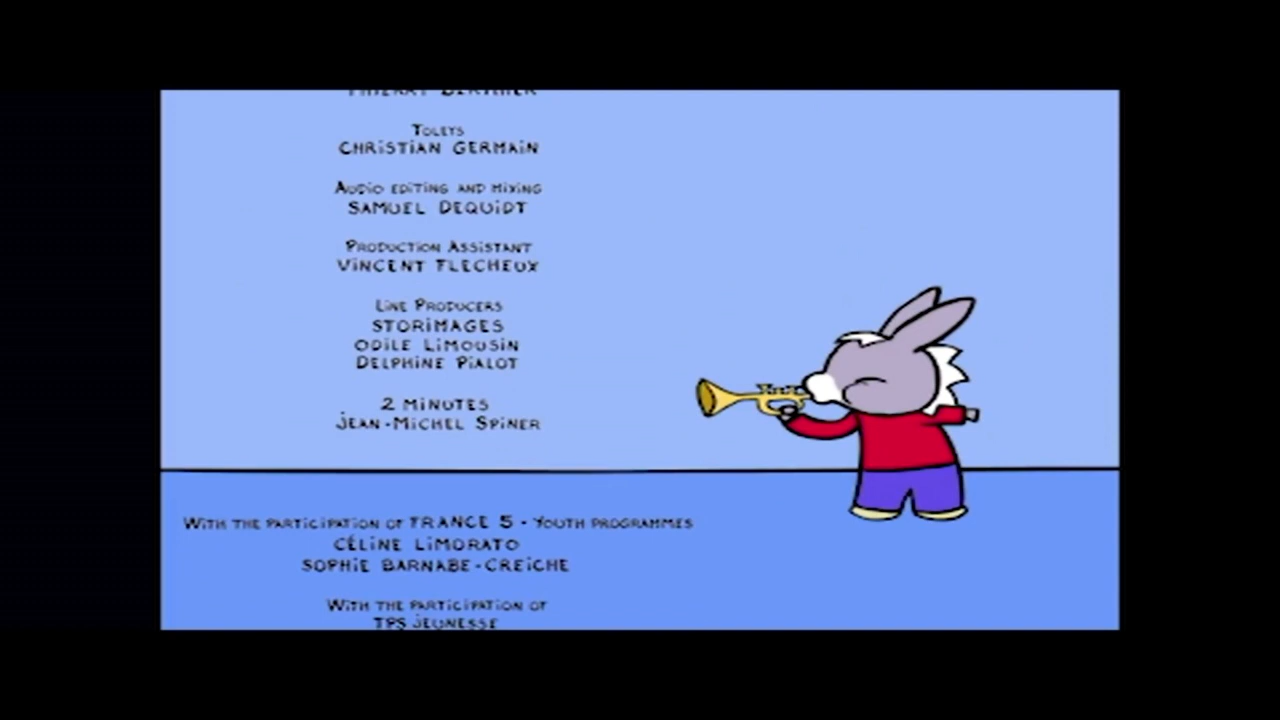 THIERRY BERTHIER
Toleys
CHRISTIAN GERMAIN
Audio editing and mixing
SAMUEL DEQUIDT
Production Assistant
VINCENT FLECHEUX
Line Producers
STORIMAGES
ODILE LIMOUSIN
DELPHINE PIALOT
2 MINUTES
JEAN-MICHEL SPINER
With the participation of FRANCE 5 - Youth programmes
CÉLINE LIMORATO
SOPHIE BARNABE-CREICHE
With the participation of
TPS JEUNESSE